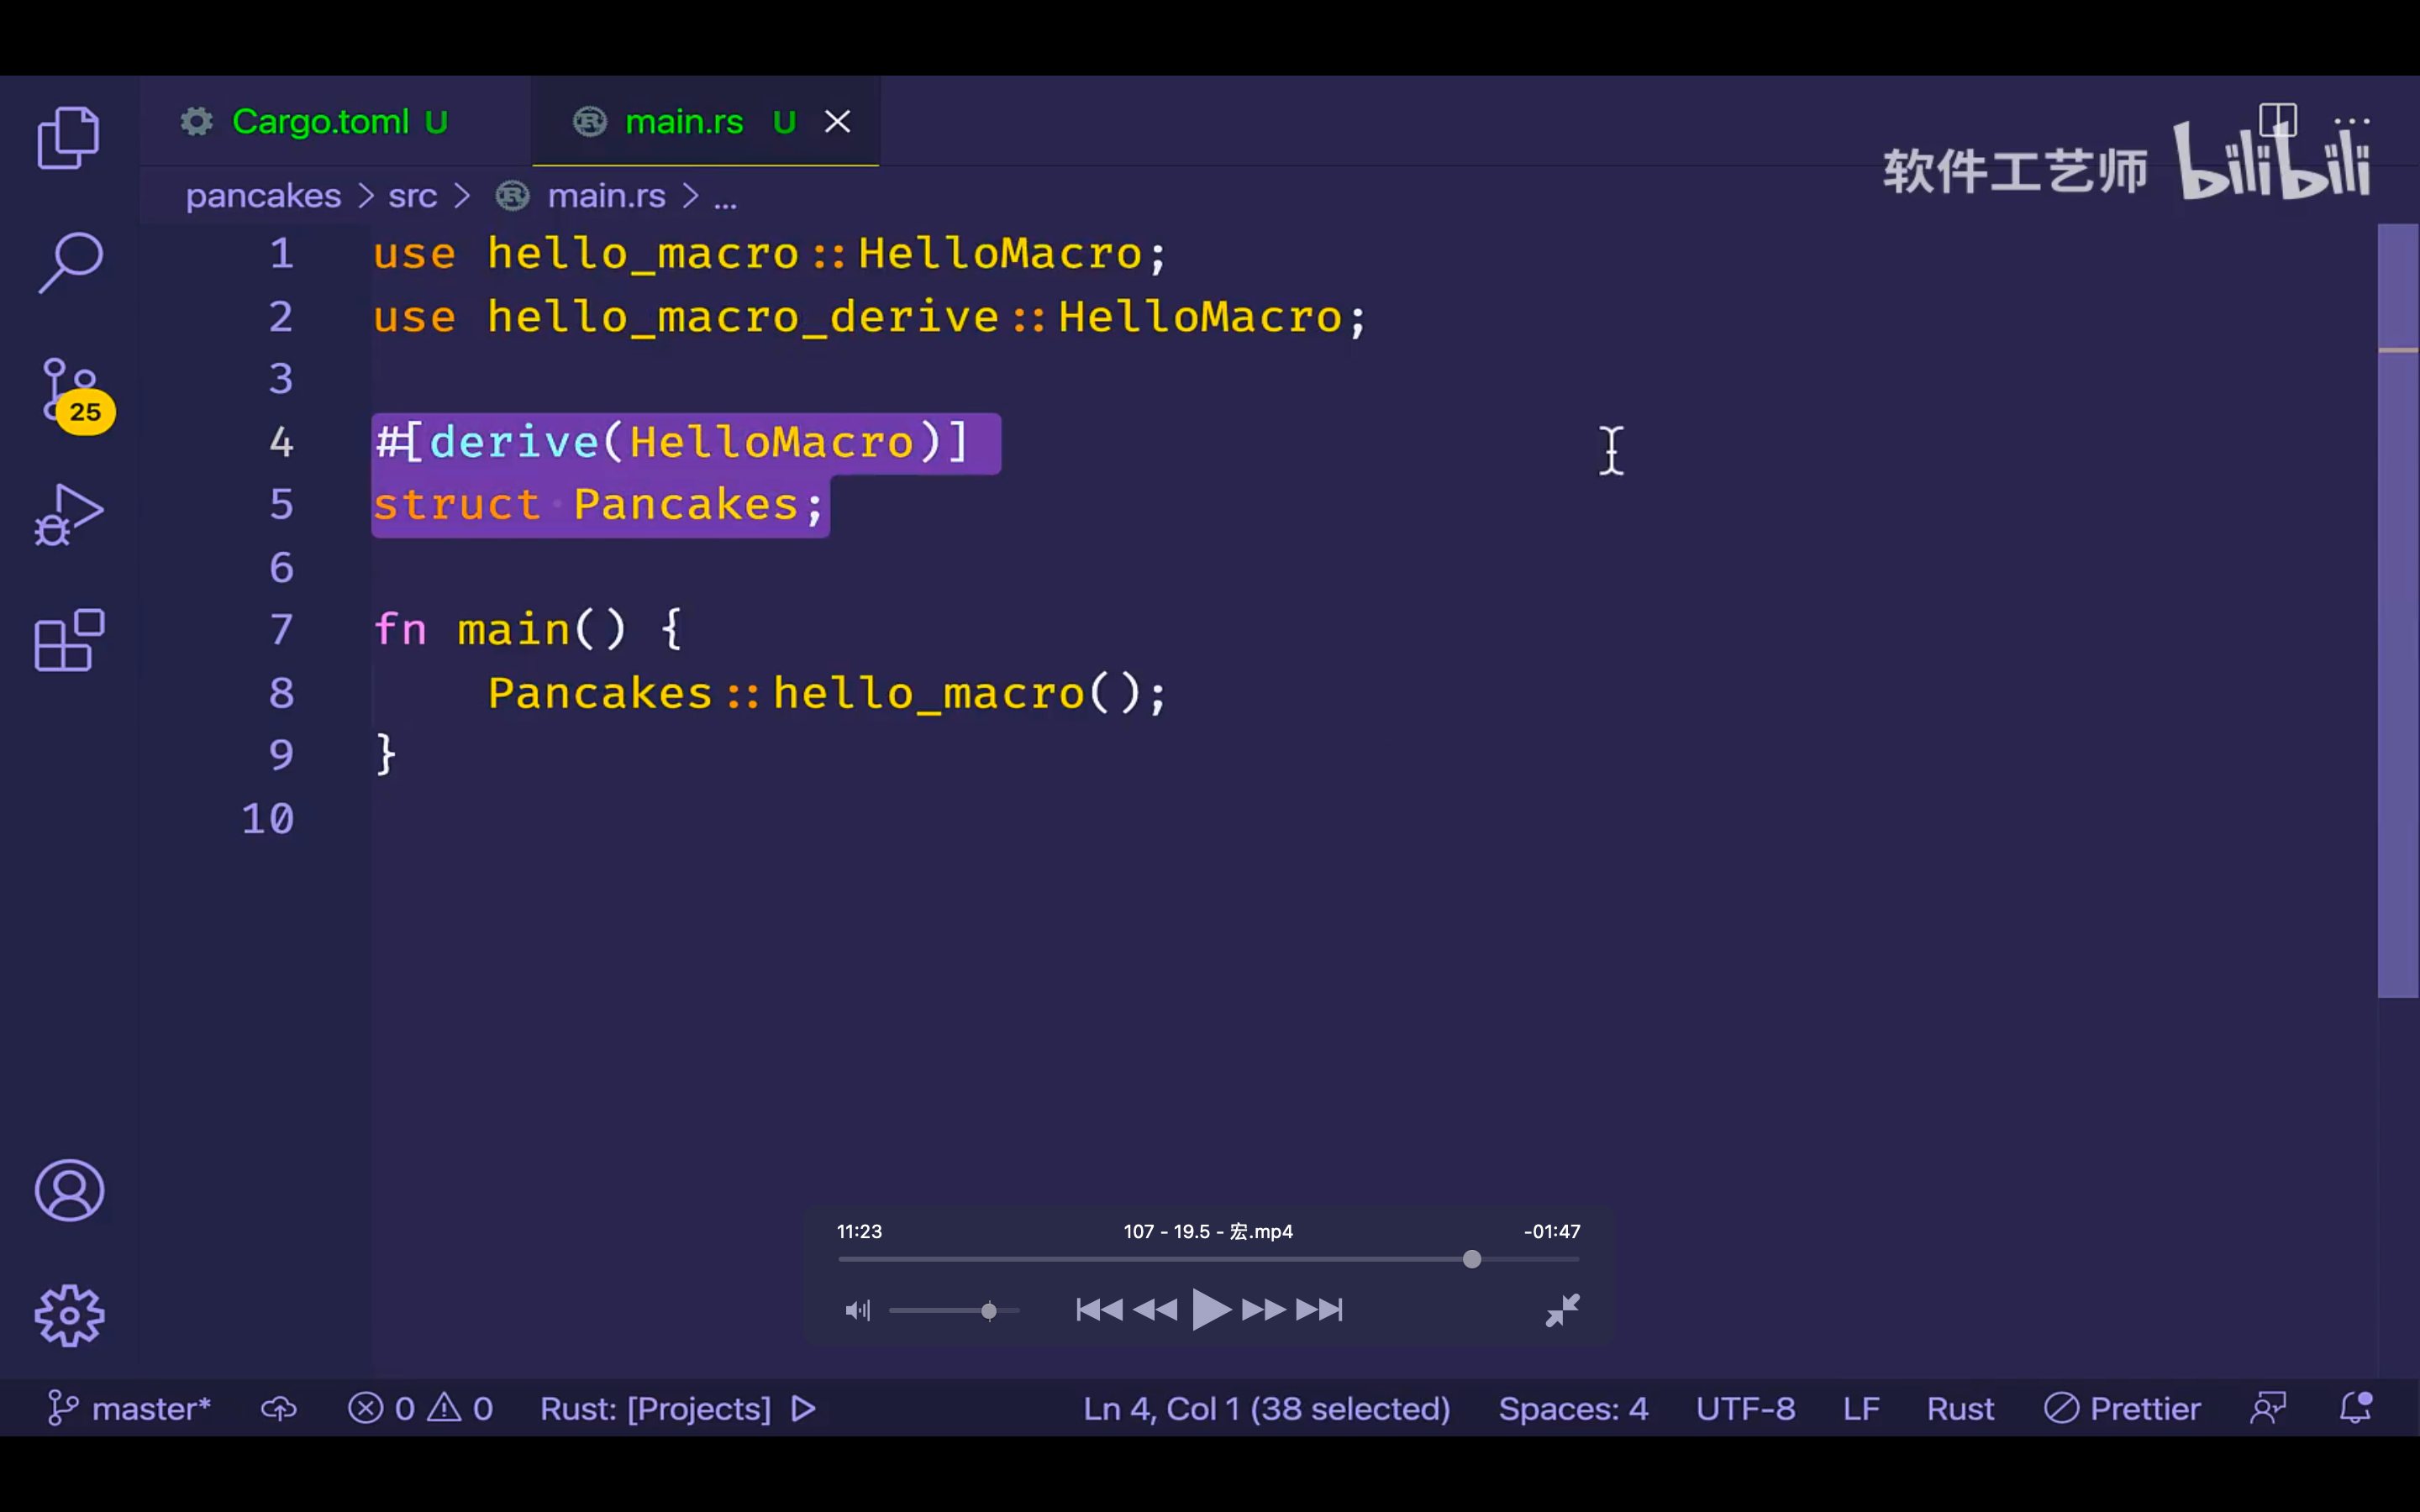 Cargo.toml U
main.rs U
软件工艺师 bilibili
pancakes > src > main.rs > ...
1 use hello_macro::HelloMacro;
2 use hello_macro_derive::HelloMacro;
3
4 #[derive(HelloMacro)]
5 struct Pancakes;
6
7 fn main() {
8     Pancakes::hello_macro();
9 }
10
25
11:23 107 - 19.5 - 宏.mp4 -01:47
master* 0 0 Rust: [Projects] Ln 4, Col 1 (38 selected) Spaces: 4 UTF-8 LF Rust Prettier